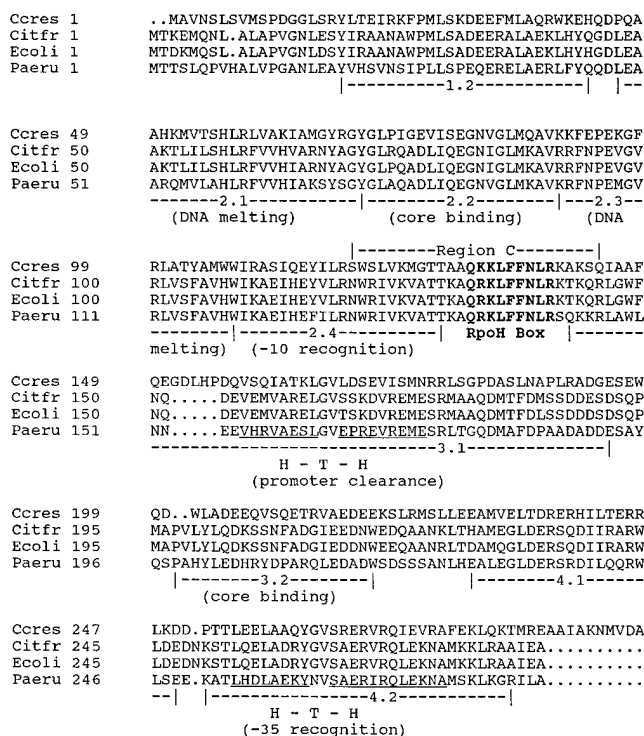 Ccres 1 ..MAVNSLSVMSPDGGLSRYLTEIRKFPMLSKDEEFMLAQRWKEHQDPQA
Citfr 1 MTKEMQNL.ALAPVGNLESYIRAANAWPMLSADEERALAEKLHYQGDLEA
Ecoli 1 MTDKMQSL.ALAPVGNLDSYIRAANAWPMLSADEERALAEKLHYHGDLEA
Paeru 1 MTTSLQPVHALVPGANLEAYVHSVNSIPLLSPEQERELAERLFYQQDLEA
|---------1.2---------| |--
Ccres 49 AHKMVTSHLRLVAKIAMGYRGYGLPIGEVISEGNVGLMQAVKKFEPEKGF
Citfr 50 AKTLILSHLRFVVHIARNYAGYGLRQADLIQEGNIGLMKAVRRFNPEVGV
Ecoli 50 AKTLILSHLRFVVHIARNYAGYGLPQADLIQEGNIGLMKAVRRFNPEVGV
Paeru 51 ARQMVLAHLRFVVHIAKSYSGYGLAQADLIQEGNVGLMKAVKRFNPEMGV
-------2.1----------|-------2.2-------|---2.3--
(DNA melting) (core binding) (DNA
|-------Region C--------|
Ccres 99 RLATYAMWWIRASIQEYILRSWSLVKMGTTAAQKKLFFNLRKAKSQIAAF
Citfr 100 RLVSFAVHWIKAEIHEYVLRNWRIVKVATTKAQRKLFFNLRKTKQRLGWF
Ecoli 100 RLVSFAVHWIKAEIHEYVLRNWRIVKVATTKAQRKLFFNLRKTKQRLGWF
Paeru 111 RLVSFAVHWIKAEIHEFILRNWRIVKVATTKAQRKLFFNLRSQKKRLAWL
--------|-------2.4----------| RpoH Box |-------
melting) (-10 recognition)
Ccres 149 QEGDLHPDQVSQIATKLGVLDSEVISMNRRLSGPDASLNAPLRADGESEW
Citfr 150 NQ.....DEVEMVARELGVSSKDVREMESRMAAQDMTFDMSSDDESDSQP
Ecoli 150 NQ.....DEVEMVARELGVTSKDVREMESRMAAQDMTFDLSSDDDSDSQP
Paeru 151 NN.....EEVHRVAESLGVEPREVREMESRLTGQDMAFDPAADADDESAY
------------------------------3.1--------------|
H - T - H
(promoter clearance)
Ccres 199 QD..WLADEEQVSQETRVAEDEEKSLRMSLLEEAMVELTDRERHILTERR
Citfr 195 MAPVLYLQDKSSNFADGIEEDNWEDQAANKLTHAMEGLDERSQDIIRARW
Ecoli 195 MAPVLYLQDKSSNFADGIEDDNWEEQAANRLTDAMQGLDERSQDIIRARW
Paeru 196 QSPAHYLEDHRYDPARQLEDADWSDSSSANLHEALEGLDERSRDILQQRW
|-------3.2--------| |-------4.1----
(core binding)
Ccres 247 LKDD.PTTLEELAAQYGVSRERVRQIEVRAFEKLQKTMREAAIAKNMVDA
Citfr 245 LDEDNKSTLQELADRYGVSAERVRQLEKNAMKKLRAAIEA..........
Ecoli 245 LDEDNKSTLQELADRYGVSAERVRQLEKNAMKKLRAAIEA..........
Paeru 246 LSEE.KATLHDLAEKYNVSAERIRQLEKNAMSKLKGRILA..........
--| |-------------4.2-----------|
H - T - H
(-35 recognition)